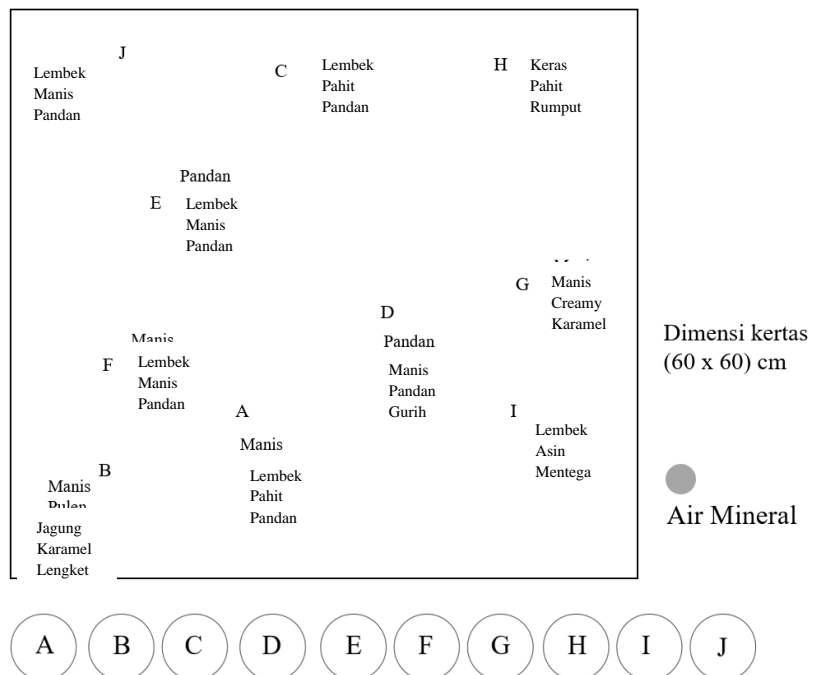 J
Lembek
Manis
Pandan
C
Lembek
Pahit
Pandan
H
Keras
Pahit
Rumput
Pandan
E
Lembek
Manis
Pandan
G
Manis
Creamy
Karamel
D
Pandan
Manis
Pandan
Gurih
Manis
F
Lembek
Manis
Pandan
A
Manis
Lembek
Pahit
Pandan
I
Lembek
Asin
Mentega
B
Manis
Pulen
Jagung
Karamel
Lengket
Dimensi kertas
(60 x 60) cm
Air Mineral
A B C D E F G H I J